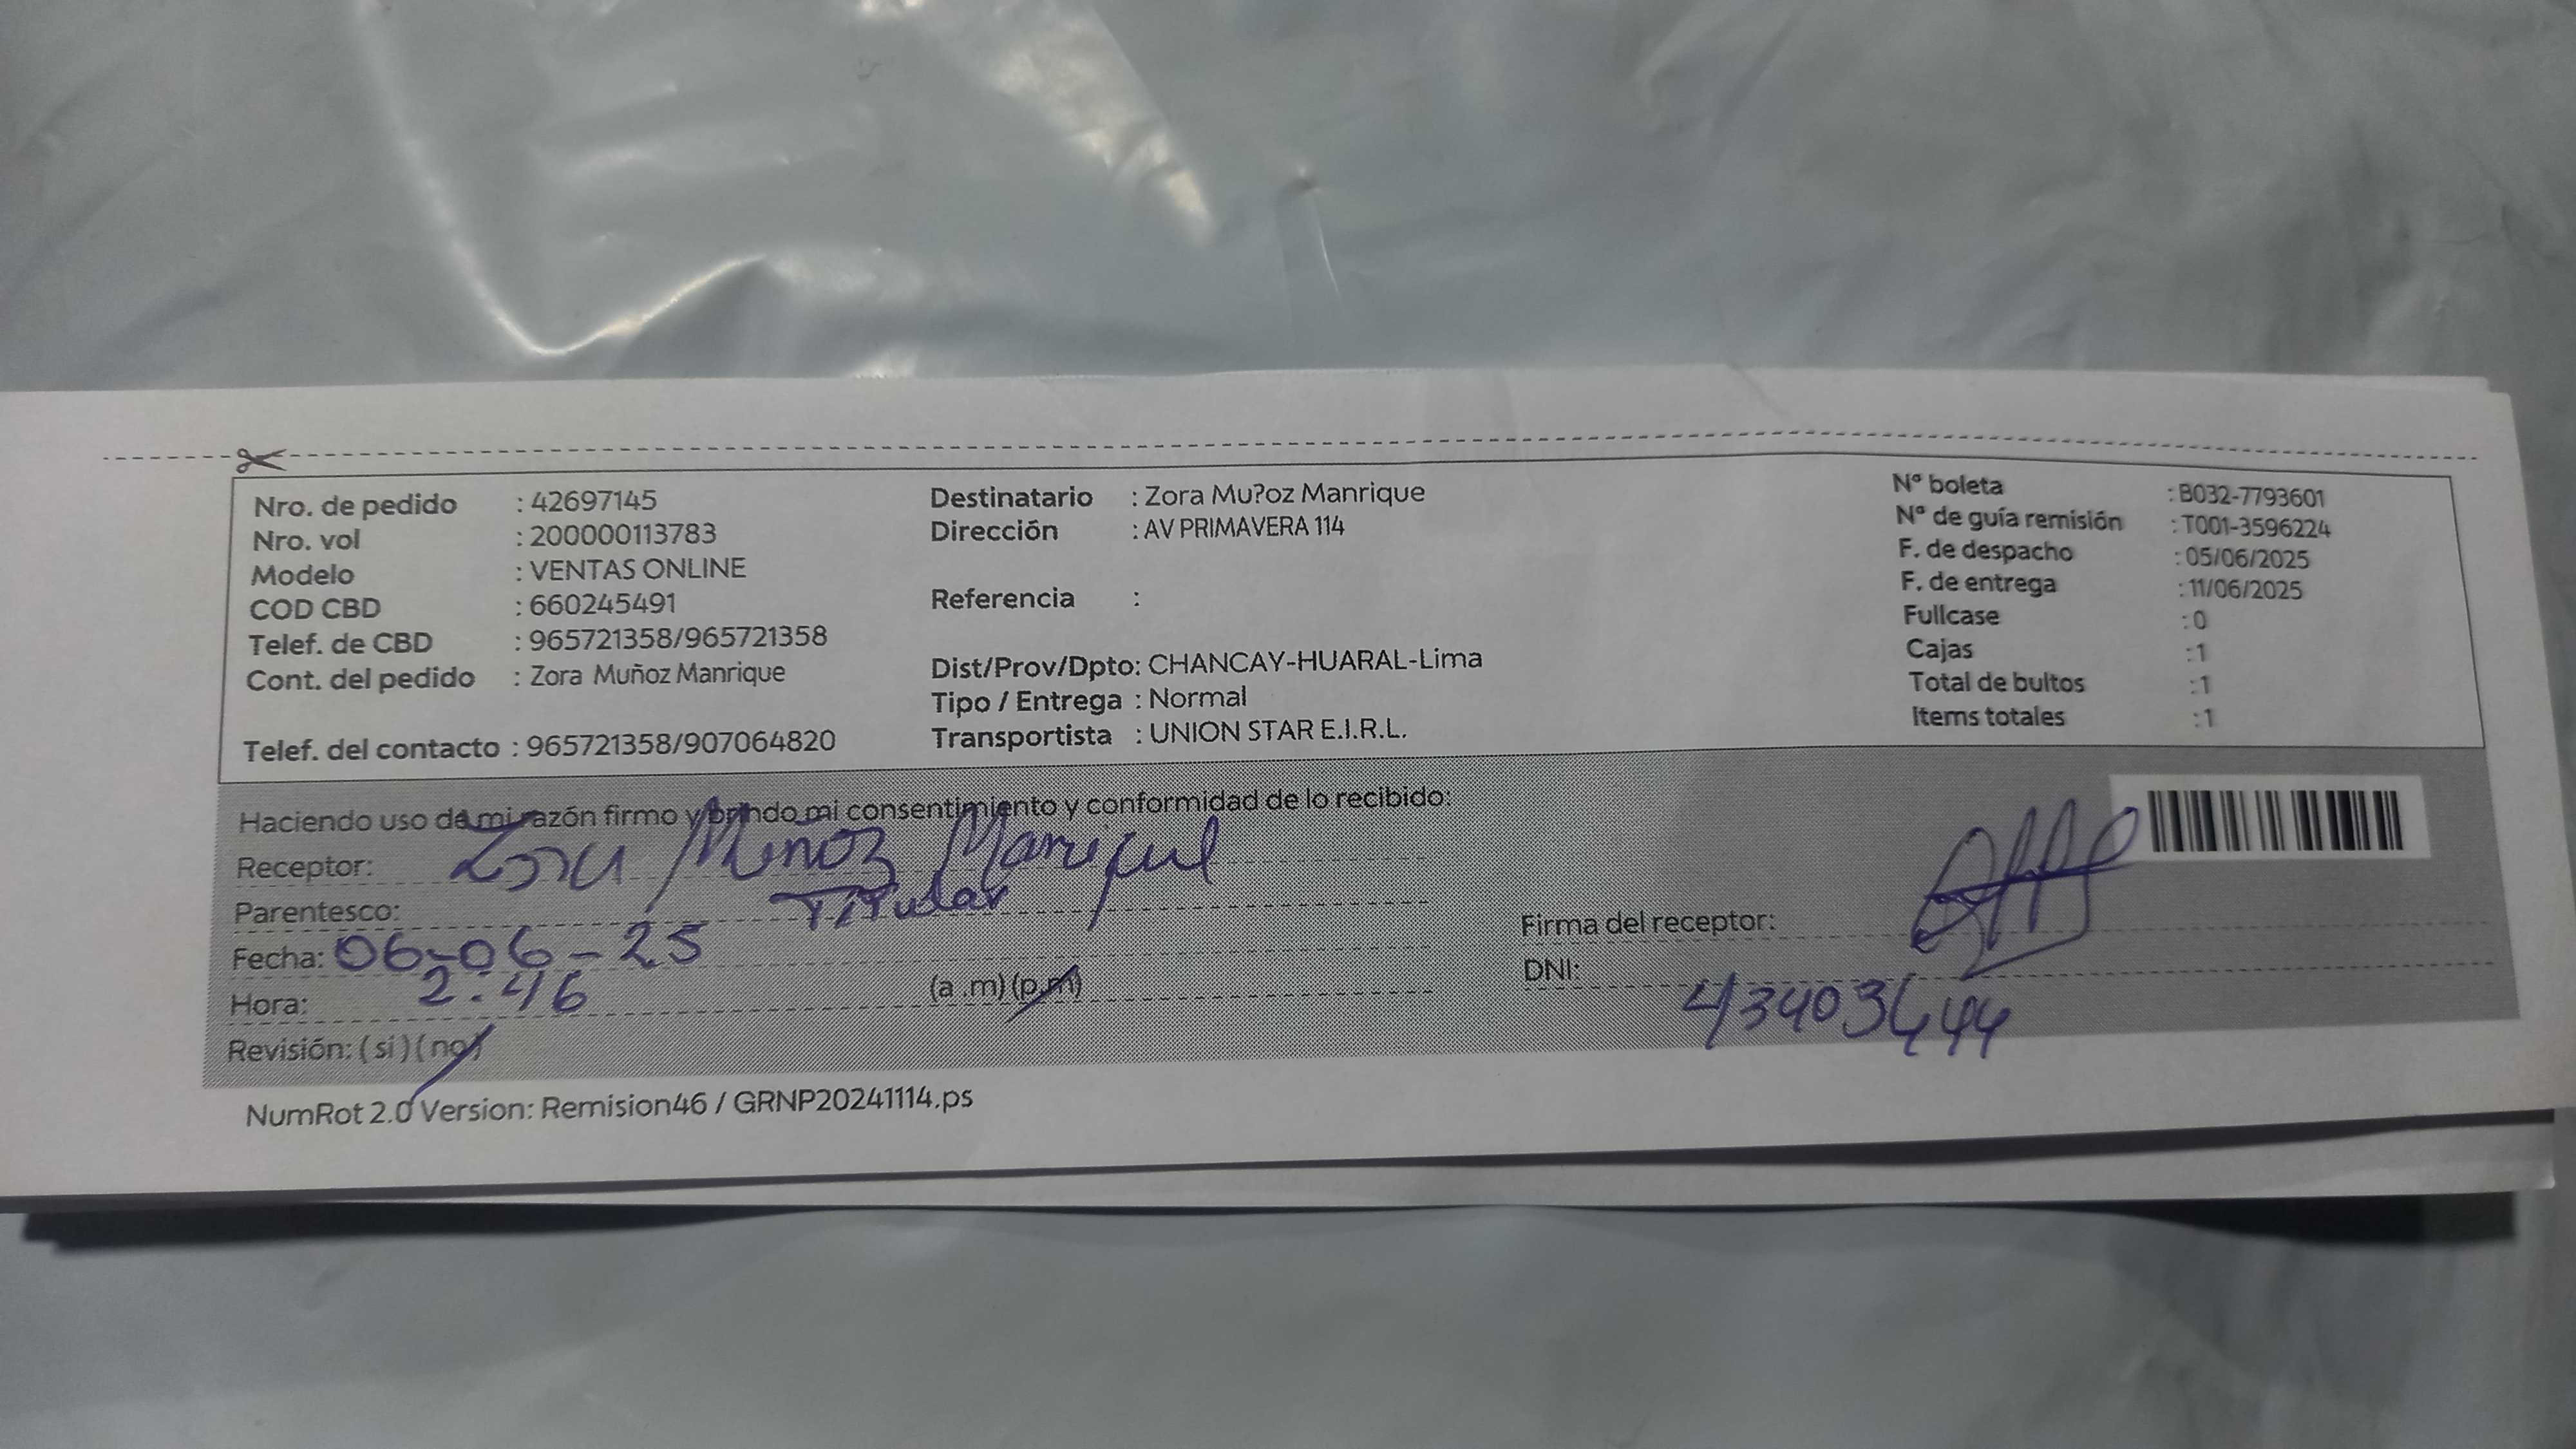 Nro. de pedido : 42697145
Nro. vol : 200000113783
Modelo : VENTAS ONLINE
COD CBD : 660245491
Telef. de CBD : 965721358/965721358
Cont. del pedido : Zora Muñoz Manrique
Telef. del contacto : 965721358/907064820
Destinatario : Zora Mu?oz Manrique
Dirección : AV PRIMAVERA 114
Referencia :
Dist/Prov/Dpto: CHANCAY-HUARAL-Lima
Tipo / Entrega : Normal
Transportista : UNION STAR E.I.R.L.
Nº boleta : B032-7793601
Nº de guía remisión : T001-3596224
F. de despacho : 05/06/2025
F. de entrega : 11/06/2025
Fullcase : 0
Cajas : 1
Total de bultos : 1
Items totales : 1
Haciendo uso de mi razón firmo y brindo mi consentimiento y conformidad de lo recibido:
Receptor: Zora Muñoz
Parentesco: Titular
Fecha: 06-06-25
Hora: 2:46 (a .m) (p.m)
Revisión: ( si ) ( no )
Firma del receptor:
DNI:
NumRot 2.0 Version: Remision46 / GRNP20241114.ps